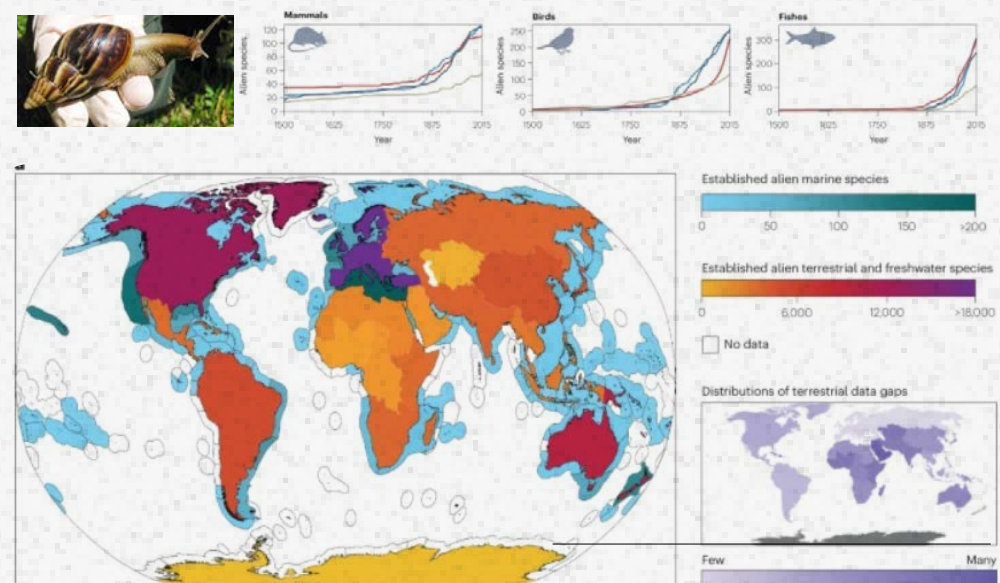 Mammals
Alien species
120
100
80
60
40
20
0
1500
1625
1750
1875
2015
Year
Birds
Alien species
250
200
150
100
50
0
1500
1625
1750
1875
2015
Year
Fishes
Alien species
300
100
0
1500
1625
1750
1875
2015
Year
Established alien marine species
0 50 100 150 >200
Established alien terrestrial and freshwater species
0 6,000 12,000 >18,000
No data
Distributions of terrestrial data gaps
Few Many